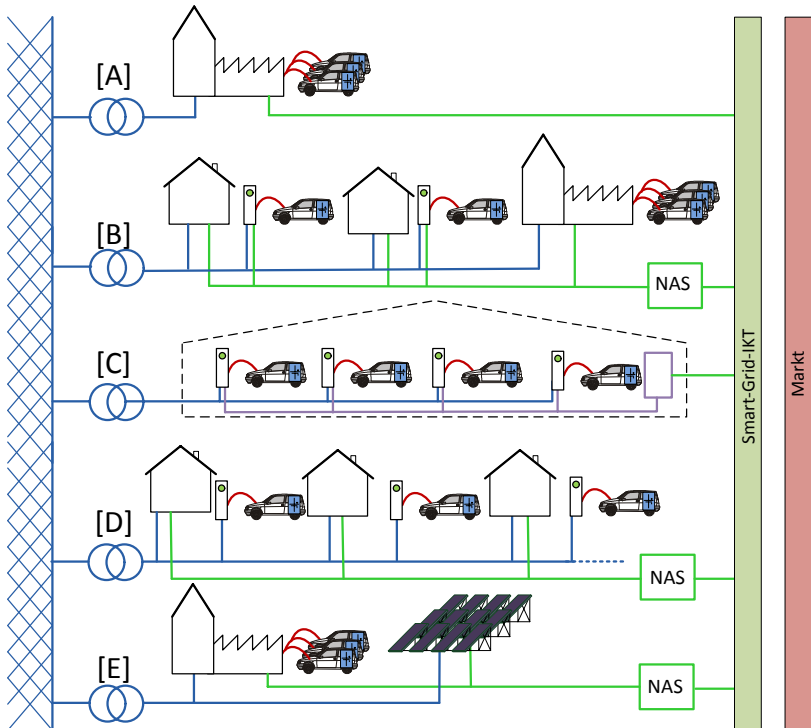 [A]
[B]
NAS
[C]
[D]
NAS
[E]
NAS
Smart-Grid-IKT
Markt